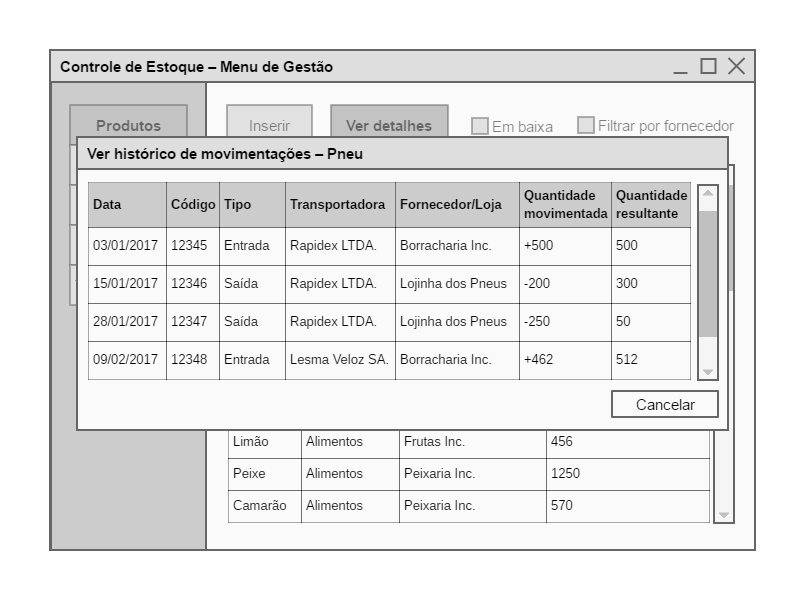 Controle de Estoque – Menu de Gestão
Produtos
Inserir
Ver detalhes
Em baixa
Filtrar por fornecedor
Ver histórico de movimentações – Pneu
Data Código Tipo Transportadora Fornecedor/Loja Quantidade movimentada Quantidade resultante
03/01/2017 12345 Entrada Rapidex LTDA. Borracharia Inc. +500 500
15/01/2017 12346 Saída Rapidex LTDA. Lojinha dos Pneus -200 300
28/01/2017 12347 Saída Rapidex LTDA. Lojinha dos Pneus -250 50
09/02/2017 12348 Entrada Lesma Veloz SA. Borracharia Inc. +462 512
Cancelar
Limão Alimentos Frutas Inc. 456
Peixe Alimentos Peixaria Inc. 1250
Camarão Alimentos Peixaria Inc. 570